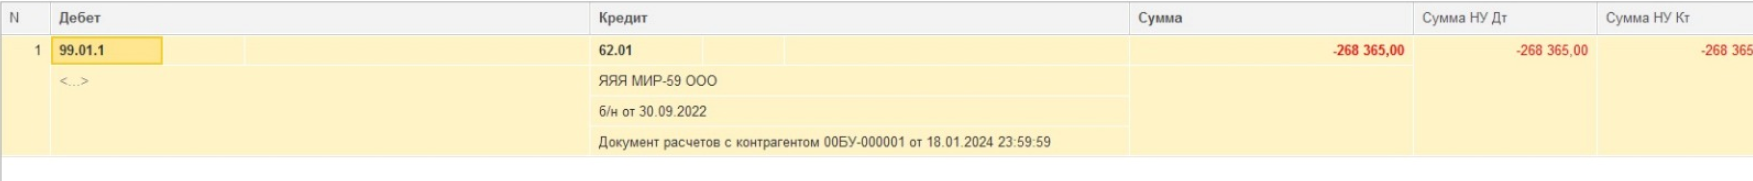 N Дебет Кредит Сумма Сумма НУ Дт Сумма НУ Кт
1 99.01.1 62.01 -268 365,00 -268 365,00 -268 365
<...> ЯЯЯ МИР-59 ООО
б/н от 30.09.2022
Документ расчетов с контрагентом 00БУ-000001 от 18.01.2024 23:59:59